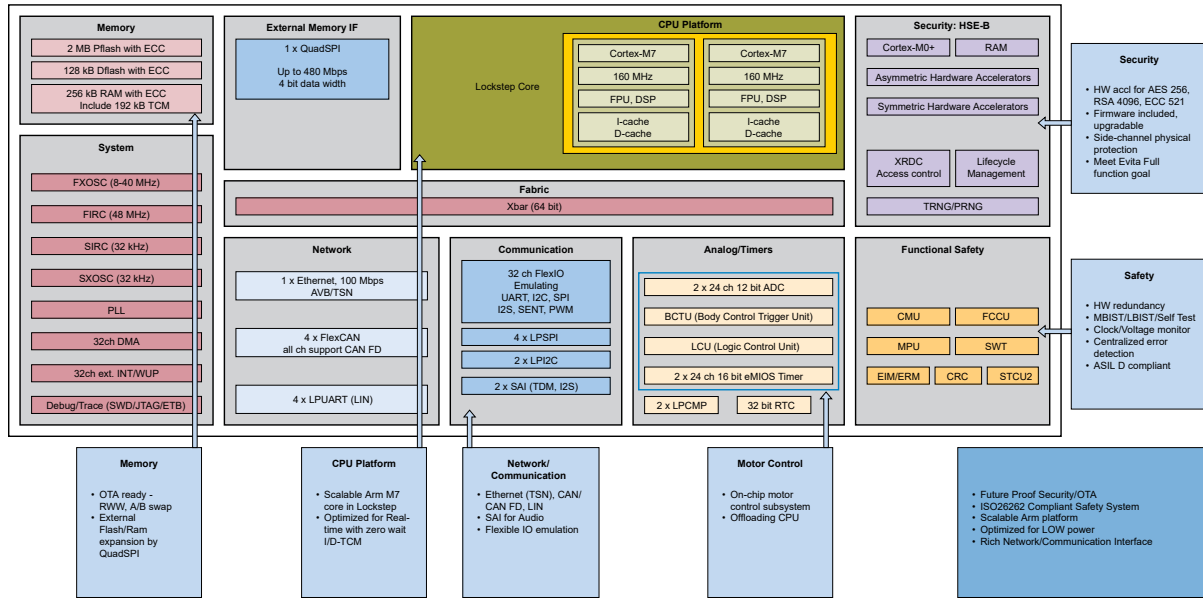 Memory
2 MB Pflash with ECC
128 kB Dflash with ECC
256 kB RAM with ECC
Include 192 kB TCM
System
FXOSC (8-40 MHz)
FIRC (48 MHz)
SIRC (32 kHz)
SXOSC (32 kHz)
PLL
32ch DMA
32ch ext. INT/WUP
Debug/Trace (SWD/JTAG/ETB)
External Memory IF
1 x QuadSPI
Up to 480 Mbps
4 bit data width
CPU Platform
Lockstep Core
Cortex-M7
160 MHz
FPU, DSP
I-cache
D-cache
Cortex-M7
160 MHz
FPU, DSP
I-cache
D-cache
Security: HSE-B
Cortex-M0+
RAM
Asymmetric Hardware Accelerators
Symmetric Hardware Accelerators
XRDC
Access control
Lifecycle
Management
TRNG/PRNG
Fabric
Xbar (64 bit)
Network
1 x Ethernet, 100 Mbps
AVB/TSN
4 x FlexCAN
all ch support CAN FD
4 x LPUART (LIN)
Communication
32 ch FlexIO
Emulating
UART, I2C, SPI
I2S, SENT, PWM
4 x LPSPI
2 x LPI2C
2 x SAI (TDM, I2S)
Analog/Timers
2 x 24 ch 12 bit ADC
BCTU (Body Control Trigger Unit)
LCU (Logic Control Unit)
2 x 24 ch 16 bit eMIOS Timer
2 x LPCMP
32 bit RTC
Functional Safety
CMU
FCCU
MPU
SWT
EIM/ERM
CRC
STCU2
Security
• HW accl for AES 256,
RSA 4096, ECC 521
• Firmware included,
upgradable
• Side-channel physical
protection
• Meet Evita Full
function goal
Safety
• HW redundancy
• MBIST/LBIST/Self Test
• Clock/Voltage monitor
• Centralized error
detection
• ASIL D compliant
Memory
• OTA ready -
RWW, A/B swap
• External
Flash/Ram
expansion by
QuadSPI
CPU Platform
• Scalable Arm M7
core in Lockstep
• Optimized for Real-
time with zero wait
I/D-TCM
Network/
Communication
• Ethernet (TSN), CAN/
CAN FD, LIN
• SAI for Audio
• Flexible IO emulation
Motor Control
• On-chip motor
control subsystem
• Offloading CPU
• Future Proof Security/OTA
• ISO26262 Compliant Safety System
• Scalable Arm platform
• Optimized for LOW power
• Rich Network/Communication Interface